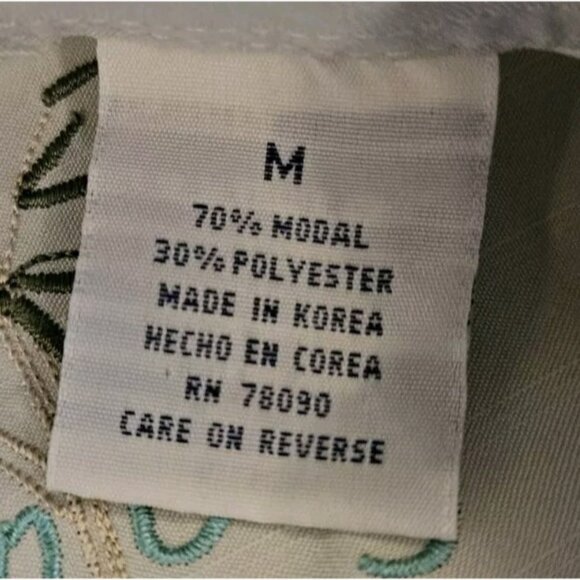 M
70% MODAL
30% POLYESTER
MADE IN KOREA
HECHO EN COREA
RN 78090
CARE ON REVERSE